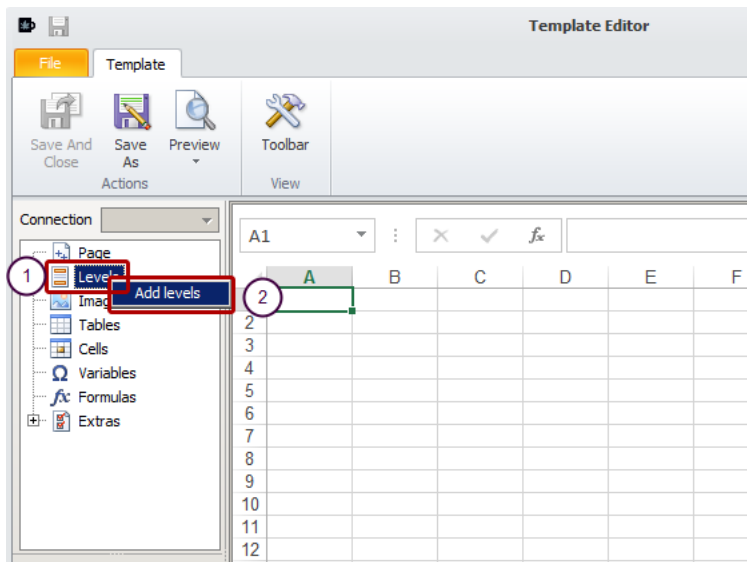 Template Editor
File Template
Save And Close
Save As
Preview
Toolbar
Actions
View
Connection
A1
fx
Page
1
Levels
Add levels
2
Imag
Tables
Cells
Ω Variables
fx Formulas
Extras
A B C D E F
2
3
4
5
6
7
8
9
10
11
12